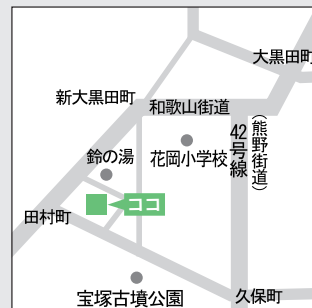 大黒田町
新大黒田町
和歌山街道
42号線
(熊野街道)
鈴の湯
花岡小学校
ココ
田村町
久保町
宝塚古墳公園